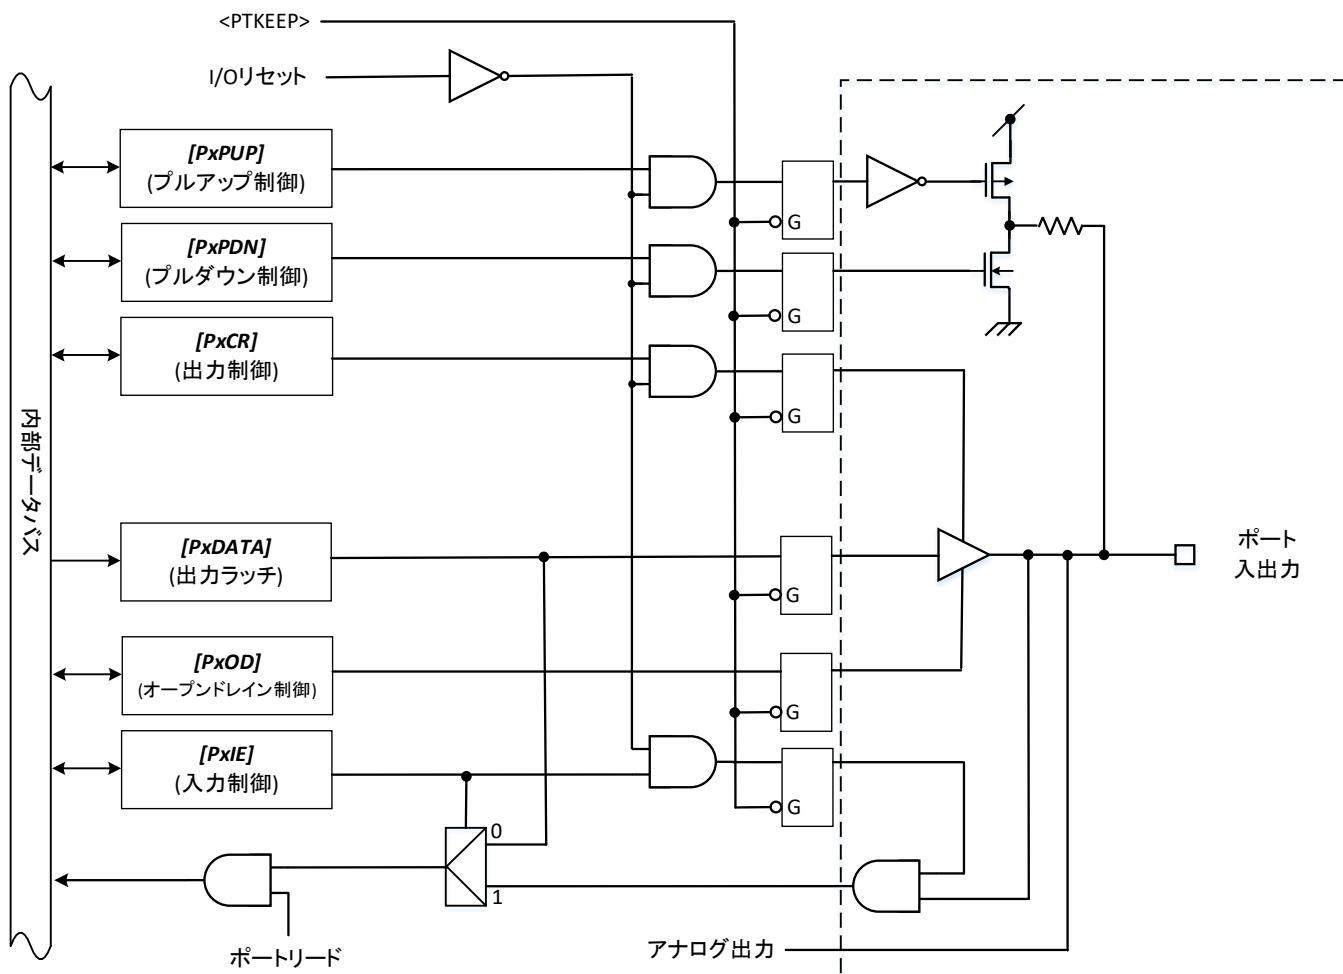 <PTKEEP>
I/Oリセット
[PxPUP]
(プルアップ制御)
G
[PxPDN]
(プルダウン制御)
G
[PxCR]
(出力制御)
G
内部データバス
[PxDATA]
(出力ラッチ)
G
ポート
入出力
[PxOD]
(オープンドレイン制御)
G
[PxIE]
(入力制御)
G
0
1
ポートリード
アナログ出力